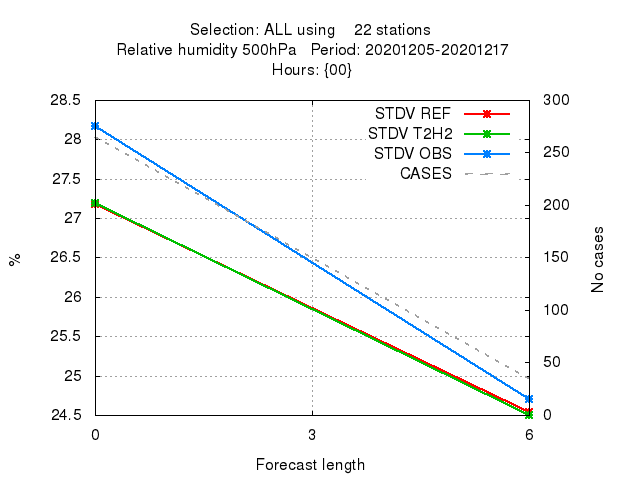 Selection: ALL using 22 stations
Relative humidity 500hPa Period: 20201205-20201217
Hours: {00}
STDV REF
STDV T2H2
STDV OBS
CASES
28.5
28
27.5
27
26.5
26
25.5
25
24.5
300
250
200
150
100
50
0
%
No cases
0 3 6
Forecast length